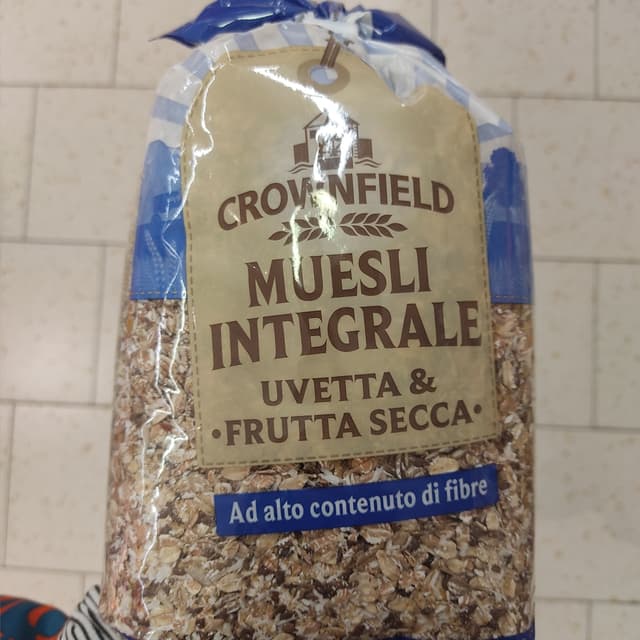 CROWNFIELD
MUESLI
INTEGRALE
UVETTA &
•FRUTTA SECCA•
Ad alto contenuto di fibre